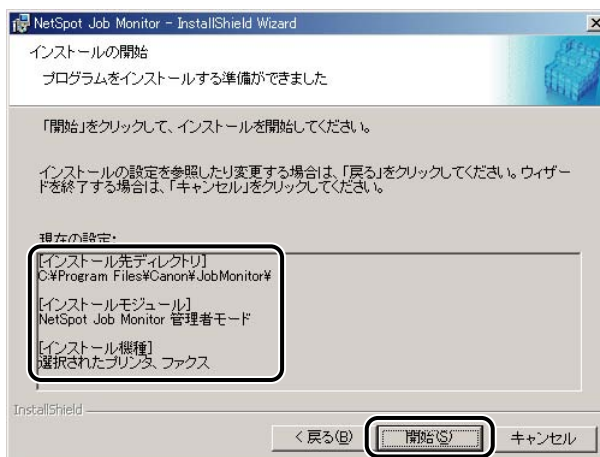 NetSpot Job Monitor - InstallShield Wizard
インストールの開始
プログラムをインストールする準備ができました
「開始」をクリックして、インストールを開始してください。
インストールの設定を参照したり変更する場合は、「戻る」をクリックしてください。ウィザー
ドを終了する場合は、「キャンセル」をクリックしてください。
現在の設定:
[インストール先ディレクトリ]
C:¥Program Files¥Canon¥JobMonitor¥
[インストールモジュール]
NetSpot Job Monitor 管理者モード
[インストール機種]
選択されたプリンタ、ファクス
InstallShield
< 戻る(B)
開始(S)
キャンセル